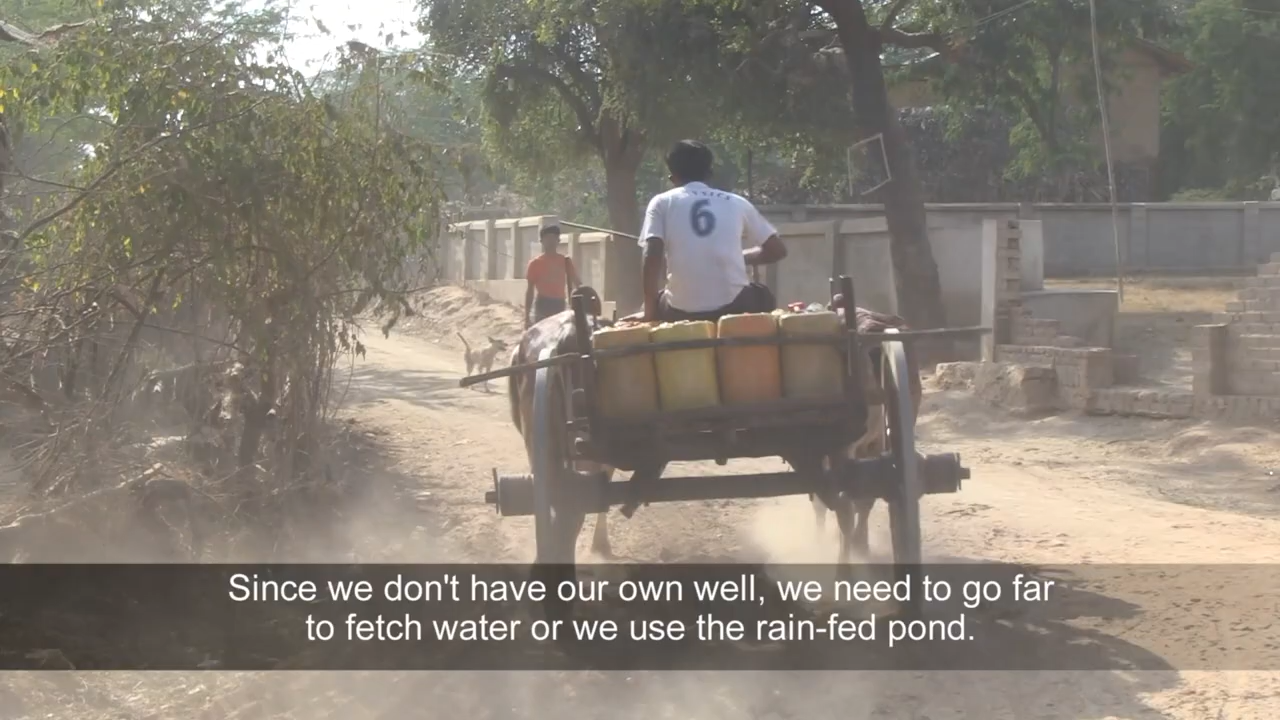 6
Since we don't have our own well, we need to go far
to fetch water or we use the rain-fed pond.